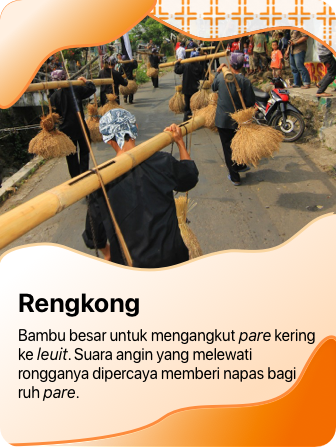 Rengkong
Bambu besar untuk mengangkut pare kering
ke leuit. Suara angin yang melewati
rongganya dipercaya memberi napas bagi
ruh pare.